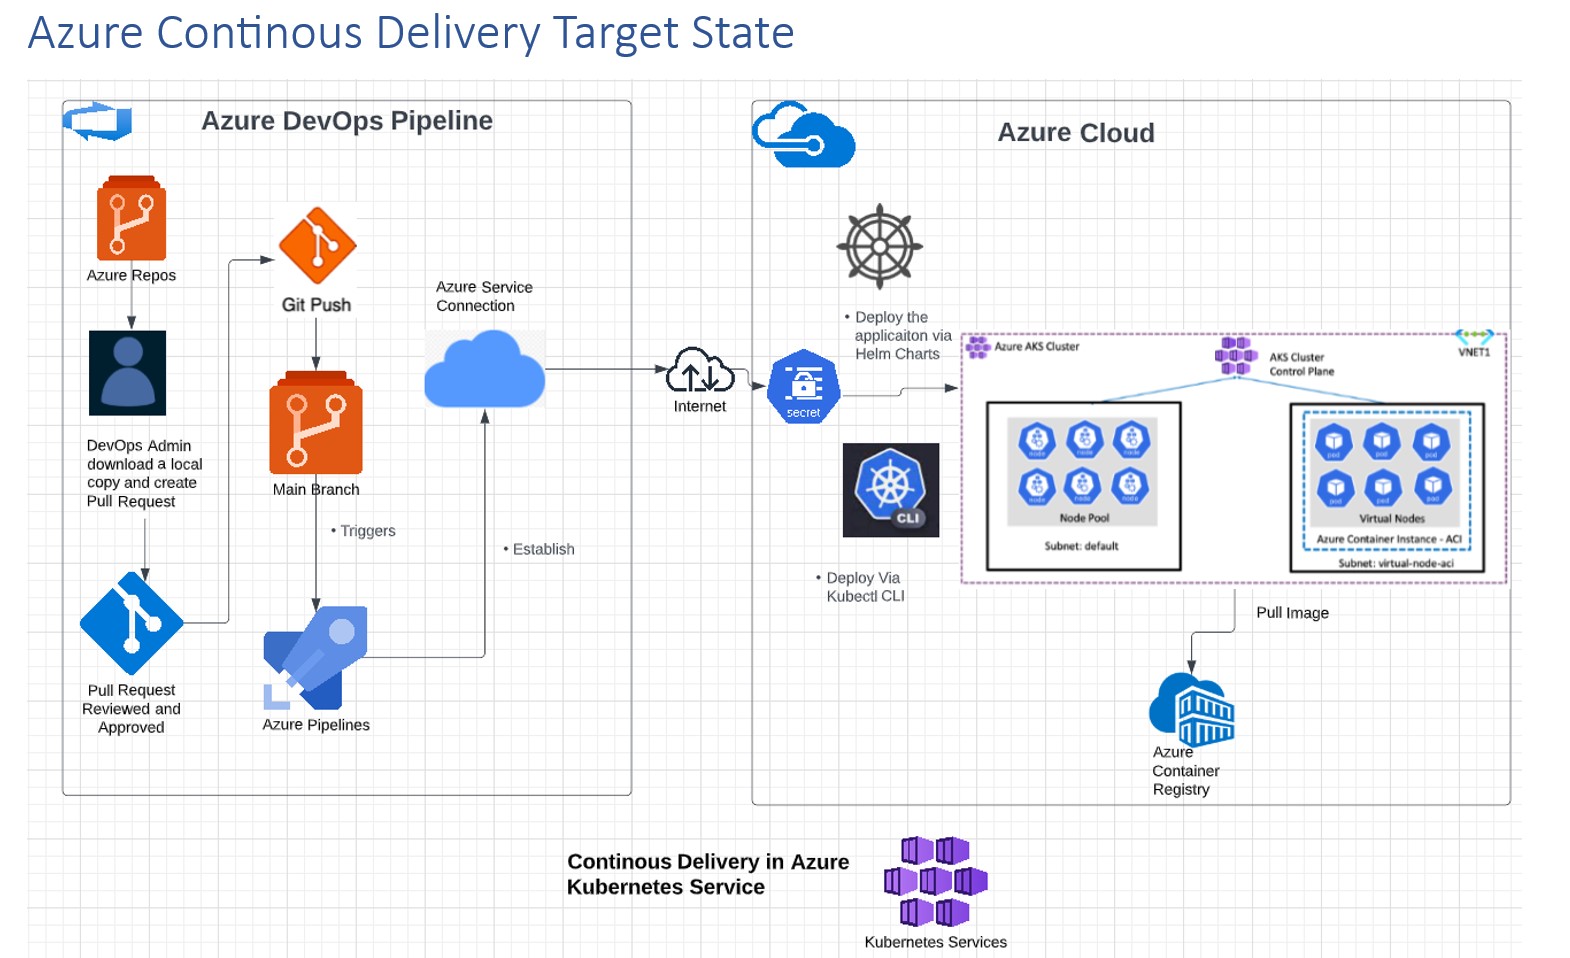 Azure Continous Delivery Target State
Azure DevOps Pipeline
Azure Repos
DevOps Admin
download a local
copy and create
Pull Request
Pull Request
Reviewed and
Approved
Git Push
Main Branch
• Triggers
Azure Pipelines
• Establish
Azure Service
Connection
Internet
Azure Cloud
secret
• Deploy the
applicaiton via
Helm Charts
CLI
• Deploy Via
Kubectl CLI
Azure AKS Cluster
AKS Cluster
Control Plane
VNET1
node node node
node node node
Node Pool
Subnet: default
pod pod pod
pod pod pod
Virtual Nodes
Azure Container Instance - ACI
Subnet: virtual-node-aci
Pull Image
Azure
Container
Registry
Continous Delivery in Azure
Kubernetes Service
Kubernetes Services